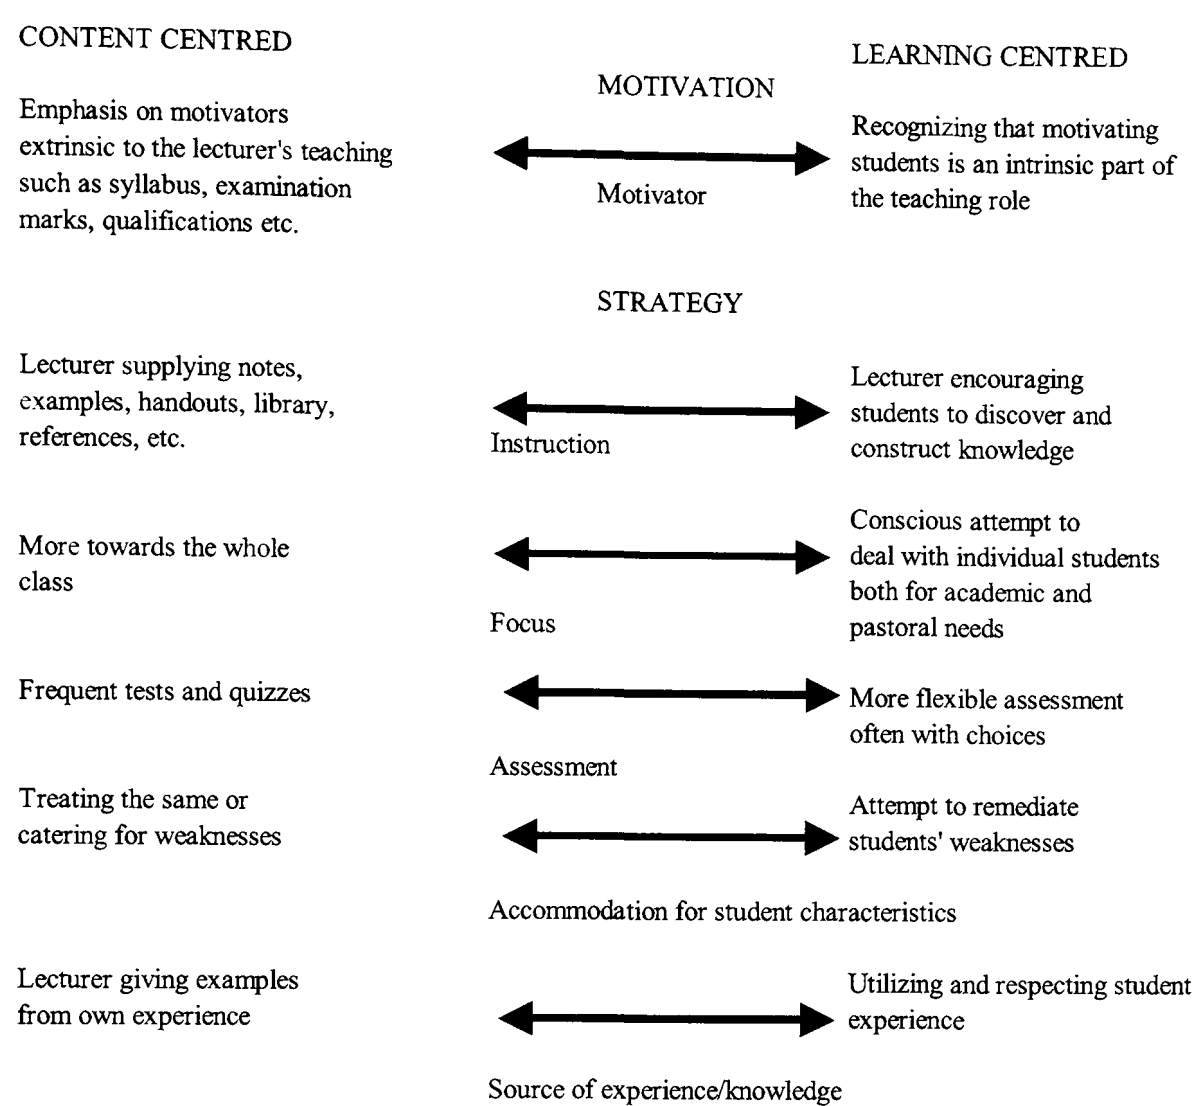 CONTENT CENTRED
LEARNING CENTRED
MOTIVATION
Emphasis on motivators
extrinsic to the lecturer's teaching
such as syllabus, examination
marks, qualifications etc.
Motivator
Recognizing that motivating
students is an intrinsic part of
the teaching role
STRATEGY
Lecturer supplying notes,
examples, handouts, library,
references, etc.
Instruction
Lecturer encouraging
students to discover and
construct knowledge
More towards the whole
class
Focus
Conscious attempt to
deal with individual students
both for academic and
pastoral needs
Frequent tests and quizzes
Assessment
More flexible assessment
often with choices
Treating the same or
catering for weaknesses
Attempt to remediate
students' weaknesses
Accommodation for student characteristics
Lecturer giving examples
from own experience
Utilizing and respecting student
experience
Source of experience/knowledge